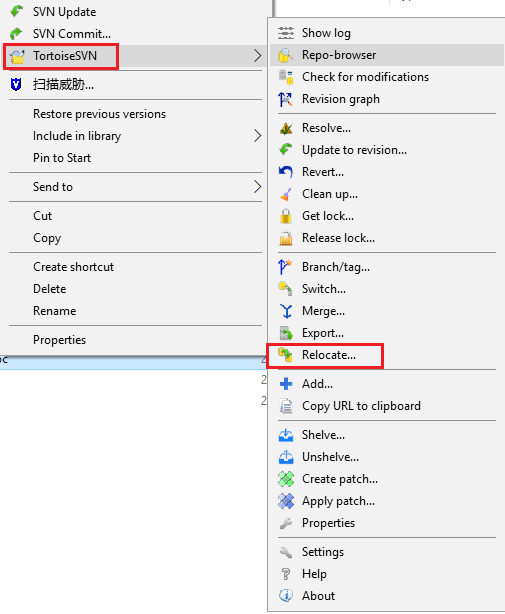 SVN Update
SVN Commit...
TortoiseSVN
扫描威胁...
Restore previous versions
Include in library
Pin to Start
Send to
Cut
Copy
Create shortcut
Delete
Rename
Properties
Show log
Repo-browser
Check for modifications
Revision graph
Resolve...
Update to revision...
Revert...
Clean up...
Get lock...
Release lock...
Branch/tag...
Switch...
Merge...
Export...
Relocate...
Add...
Copy URL to clipboard
Shelve...
Unshelve...
Create patch...
Apply patch...
Properties
Settings
Help
About